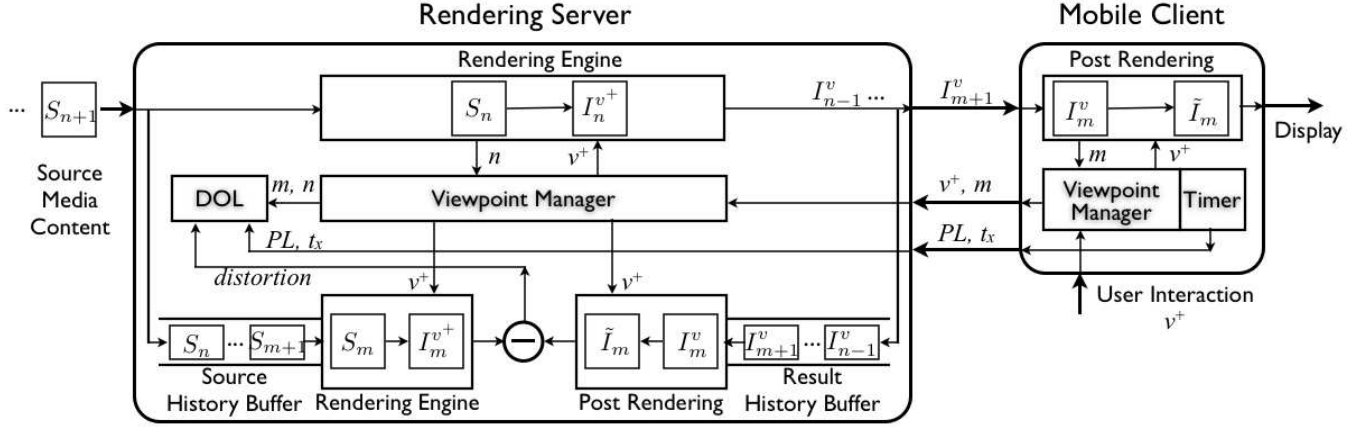 Rendering Server
Mobile Client
Rendering Engine
Post Rendering
... S_{n+1}
S_n I_n^{v^+}
I_{n-1}^v ...
I_{m+1}^v
I_m^v Ĩ_m
Display
n v^+
m v^+
Source
Media
Content
DOL
m, n
Viewpoint Manager
v^+, m
Viewpoint
Manager
Timer
PL, t_x
PL, t_x
distortion
v^+
v^+
User Interaction
v^+
S_n ... S_{m+1}
S_m I_m^{v^+}
−
Ĩ_m I_m^v
I_{m+1}^v ... I_{n-1}^v
Source
History Buffer
Rendering Engine
Post Rendering
Result
History Buffer